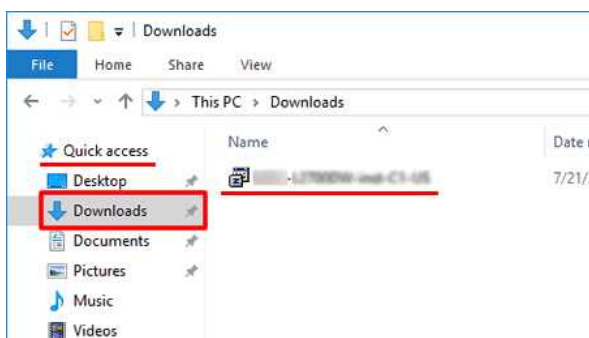 Downloads
File Home Share View
This PC > Downloads
Quick access
Name
Date
Desktop
7/21/
Downloads
Documents
Pictures
Music
Videos